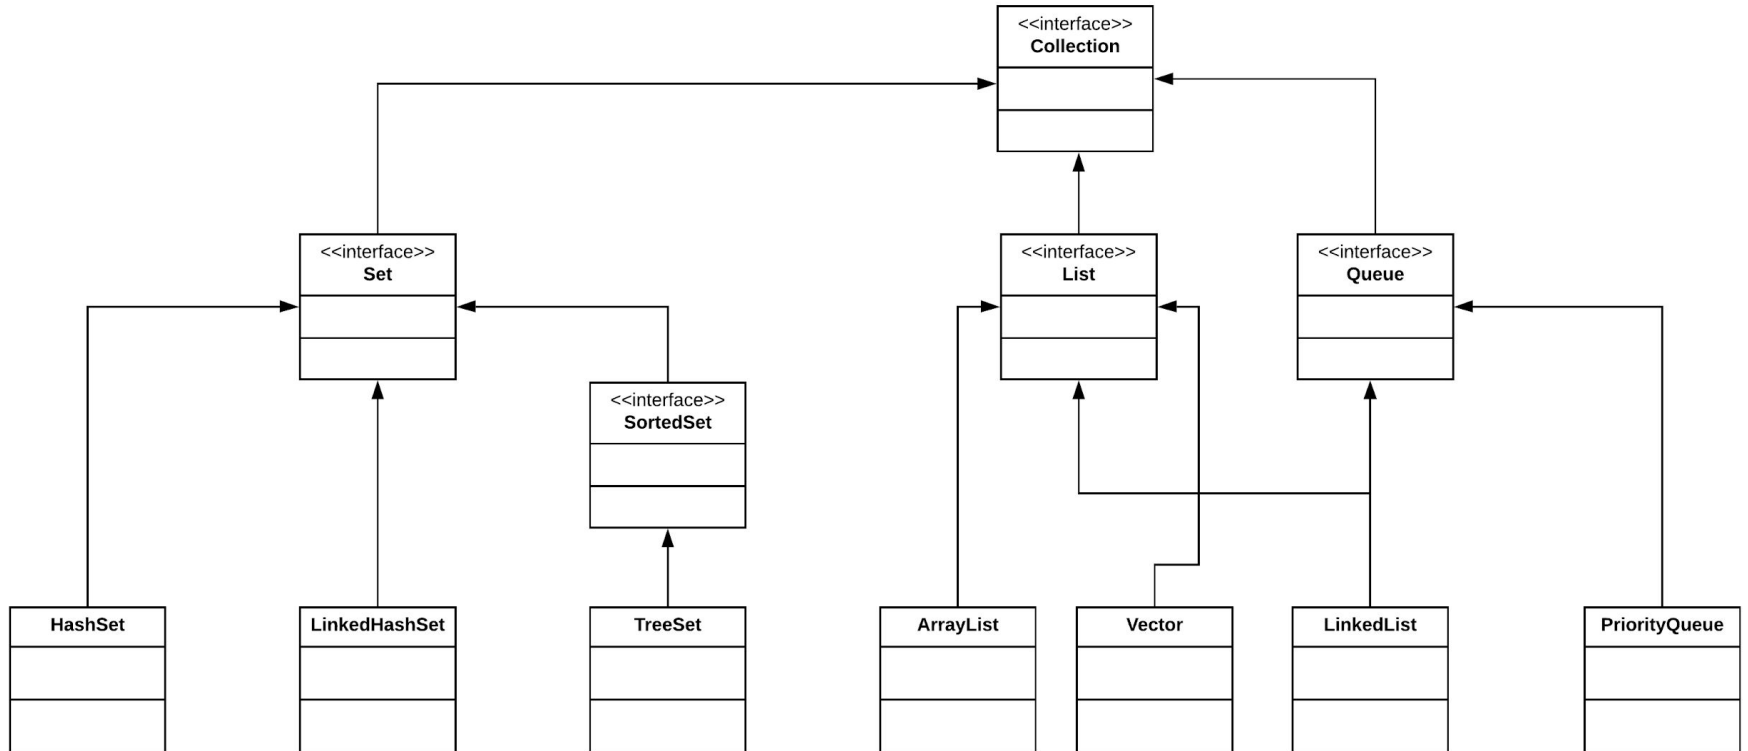 <<interface>>
Collection
<<interface>>
Set
<<interface>>
List
<<interface>>
Queue
<<interface>>
SortedSet
HashSet
LinkedHashSet
TreeSet
ArrayList
Vector
LinkedList
PriorityQueue